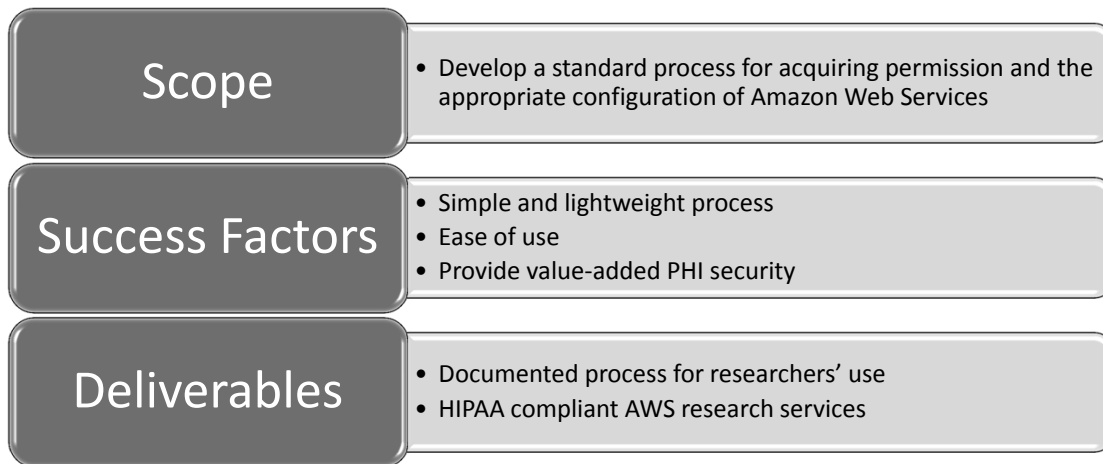 Scope
• Develop a standard process for acquiring permission and the
appropriate configuration of Amazon Web Services
Success Factors
• Simple and lightweight process
• Ease of use
• Provide value-added PHI security
Deliverables
• Documented process for researchers’ use
• HIPAA compliant AWS research services